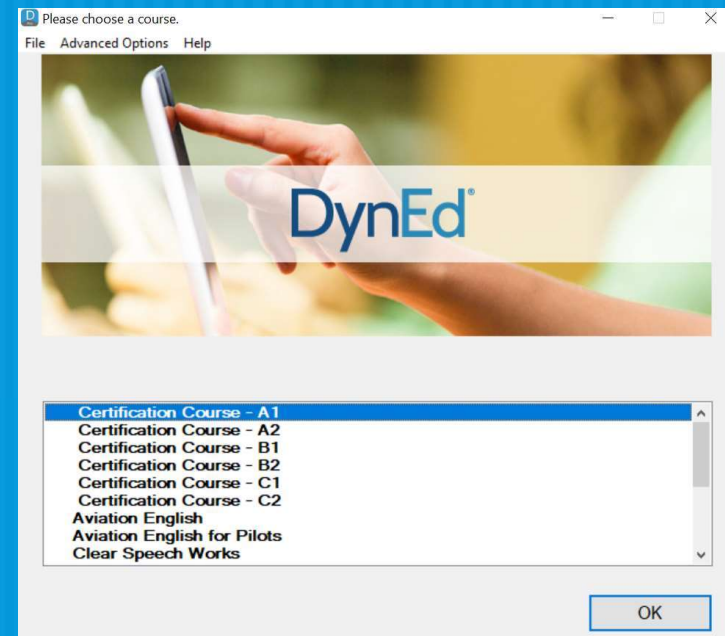 Please choose a course.
File Advanced Options Help
DynEd®
Certification Course - A1
Certification Course - A2
Certification Course - B1
Certification Course - B2
Certification Course - C1
Certification Course - C2
Aviation English
Aviation English for Pilots
Clear Speech Works
OK